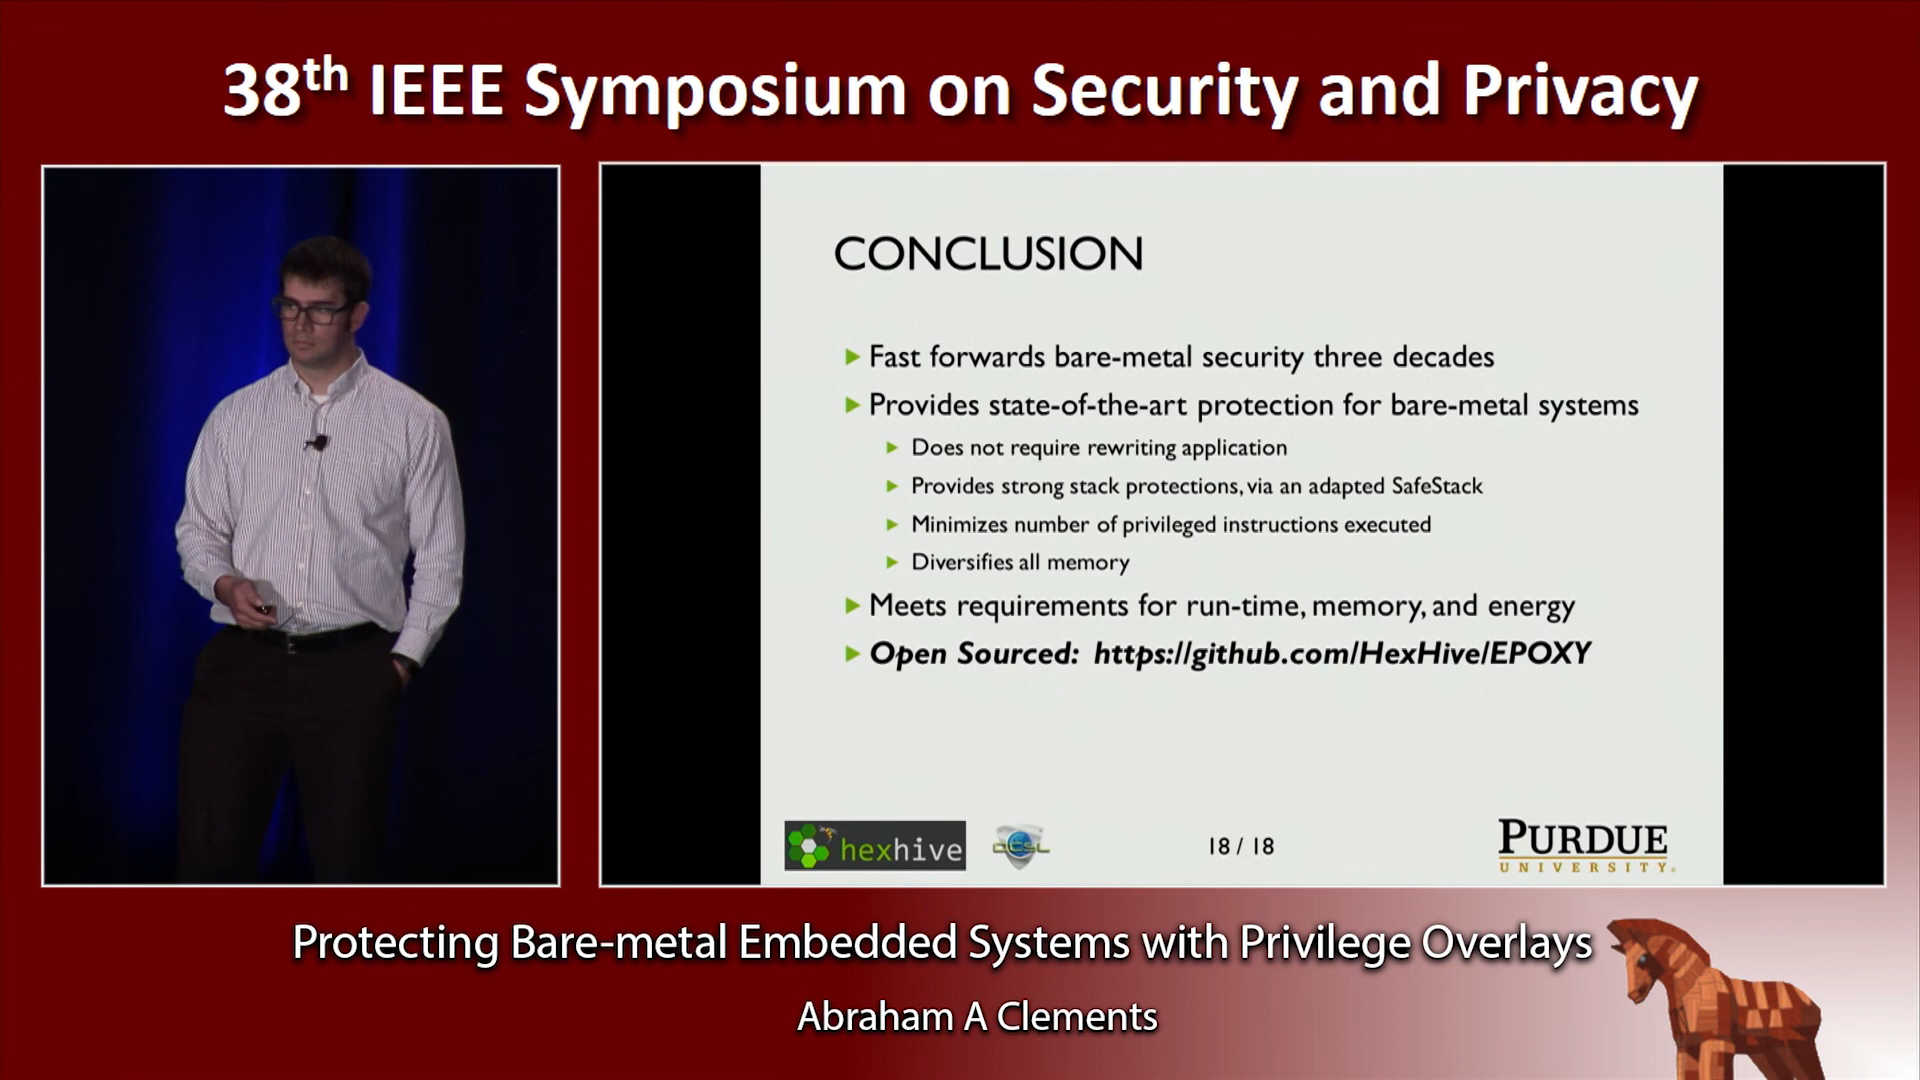 38th IEEE Symposium on Security and Privacy
CONCLUSION
Fast forwards bare-metal security three decades
Provides state-of-the-art protection for bare-metal systems
Does not require rewriting application
Provides strong stack protections, via an adapted SafeStack
Minimizes number of privileged instructions executed
Diversifies all memory
Meets requirements for run-time, memory, and energy
Open Sourced: https://github.com/HexHive/EPOXY
hexhive
DCSL
18 / 18
PURDUE
UNIVERSITY
Protecting Bare-metal Embedded Systems with Privilege Overlays
Abraham A Clements